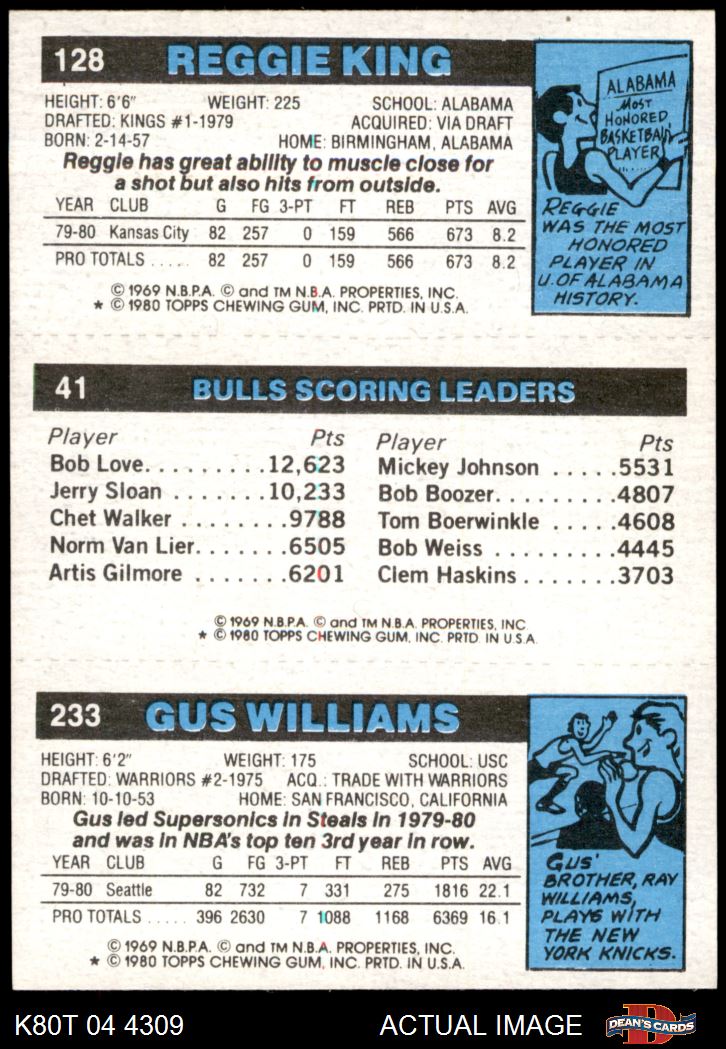 128 REGGIE KING
HEIGHT: 6'6" WEIGHT: 225 SCHOOL: ALABAMA
DRAFTED: KINGS #1-1979 ACQUIRED: VIA DRAFT
BORN: 2-14-57 HOME: BIRMINGHAM, ALABAMA
Reggie has great ability to muscle close for
a shot but also hits from outside.
YEAR CLUB G FG 3-PT FT REB PTS AVG
79-80 Kansas City 82 257 0 159 566 673 8.2
PRO TOTALS ..... 82 257 0 159 566 673 8.2
© 1969 N.B.P.A. © and TM N.B.A. PROPERTIES, INC.
* © 1980 TOPPS CHEWING GUM, INC. PRTD. IN U.S.A.
ALABAMA
MOST
HONORED
BASKETBALL
PLAYER
REGGIE
WAS THE MOST
HONORED
PLAYER IN
U. OF ALABAMA
HISTORY.
41 BULLS SCORING LEADERS
Player Pts Player Pts
Bob Love.........12,623 Mickey Johnson .....5531
Jerry Sloan .......10,233 Bob Boozer.........4807
Chet Walker ........9788 Tom Boerwinkle .....4608
Norm Van Lier.......6505 Bob Weiss .........4445
Artis Gilmore .......6201 Clem Haskins.......3703
© 1969 N.B.P.A. © and TM N.B.A. PROPERTIES, INC
* © 1980 TOPPS CHEWING GUM, INC. PRTD IN U.S.A.
233 GUS WILLIAMS
HEIGHT: 6'2" WEIGHT: 175 SCHOOL: USC
DRAFTED: WARRIORS #2-1975 ACQ.: TRADE WITH WARRIORS
BORN: 10-10-53 HOME: SAN FRANCISCO, CALIFORNIA
Gus led Supersonics in Steals in 1979-80
and was in NBA's top ten 3rd year in row.
YEAR CLUB G FG 3-PT FT REB PTS AVG
79-80 Seattle 82 732 7 331 275 1816 22.1
PRO TOTALS ..... 396 2630 7 1088 1168 6369 16.1
© 1969 N.B.P.A. © and TM N.B.A. PROPERTIES, INC.
* © 1980 TOPPS CHEWING GUM, INC. PRTD. IN U.S.A.
GUS'
BROTHER, RAY
WILLIAMS,
PLAYS WITH
THE NEW
YORK KNICKS.
K80T 04 4309 ACTUAL IMAGE
D
DEAN'S CARDS